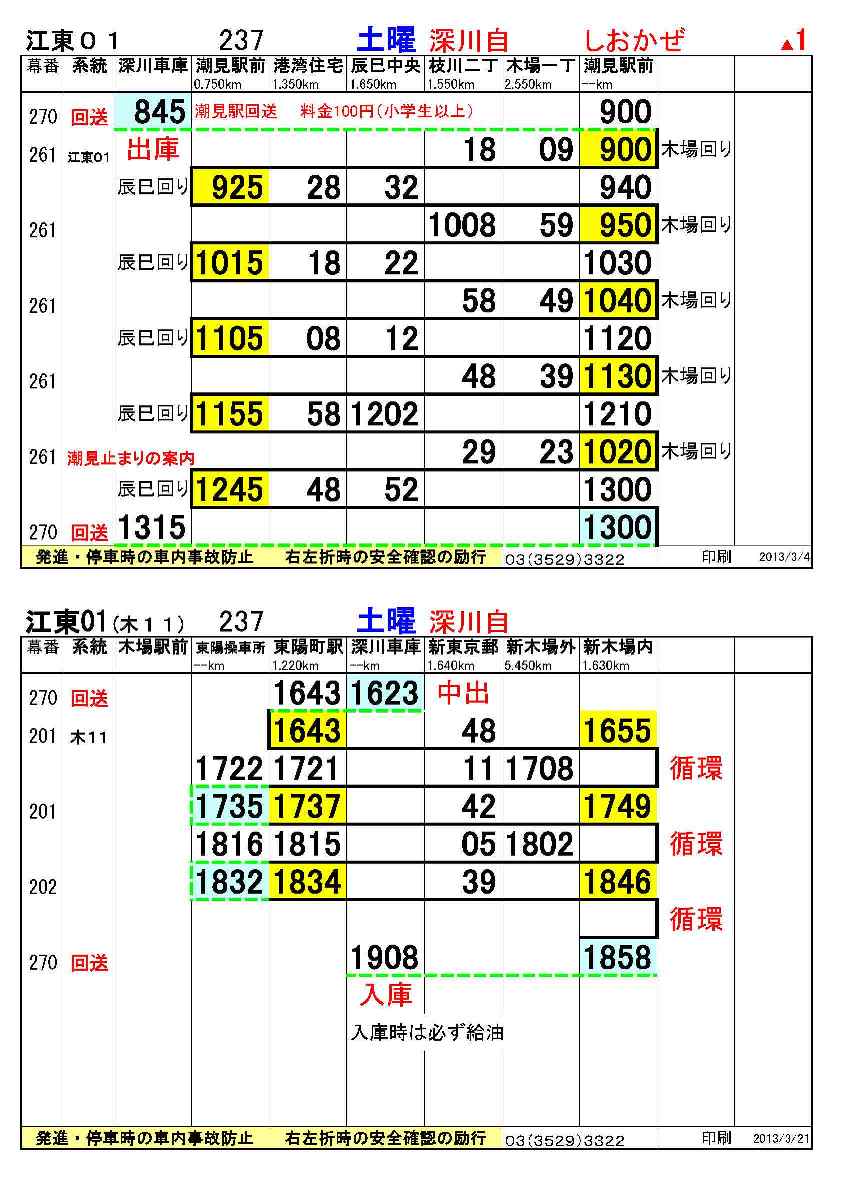 江東０１ 237 土曜 深川自 しおかぜ ▲1
幕番 系統 深川車庫 潮見駅前 港湾住宅 辰巳中央 枝川二丁 木場一丁 潮見駅前
0.750km 1.350km 1.650km 1.550km 2.550km --km
270 回送 845 潮見駅回送 料金100円（小学生以上） 900
261 江東01 出庫 18 09 900 木場回り
辰巳回り 925 28 32 940
261 1008 59 950 木場回り
辰巳回り 1015 18 22 1030
261 58 49 1040 木場回り
辰巳回り 1105 08 12 1120
261 48 39 1130 木場回り
辰巳回り 1155 58 1202 1210
261 潮見止まりの案内 29 23 1020 木場回り
辰巳回り 1245 48 52 1300
270 回送 1315 1300
発進・停車時の車内事故防止 右左折時の安全確認の励行 03(3529)3322 印刷 2013/3/4
江東01(木１１) 237 土曜 深川自
幕番 系統 木場駅前 東陽操車所 東陽町駅 深川車庫 新東京郵 新木場外 新木場内
--km 1.220km --km 1.640km 5.450km 1.630km
270 回送 1643 1623 中出
201 木11 1643 48 1655
1722 1721 11 1708 循環
201 1735 1737 42 1749
1816 1815 05 1802 循環
202 1832 1834 39 1846
循環
270 回送 1908 1858
入庫
入庫時は必ず給油
発進・停車時の車内事故防止 右左折時の安全確認の励行 03(3529)3322 印刷 2013/3/21